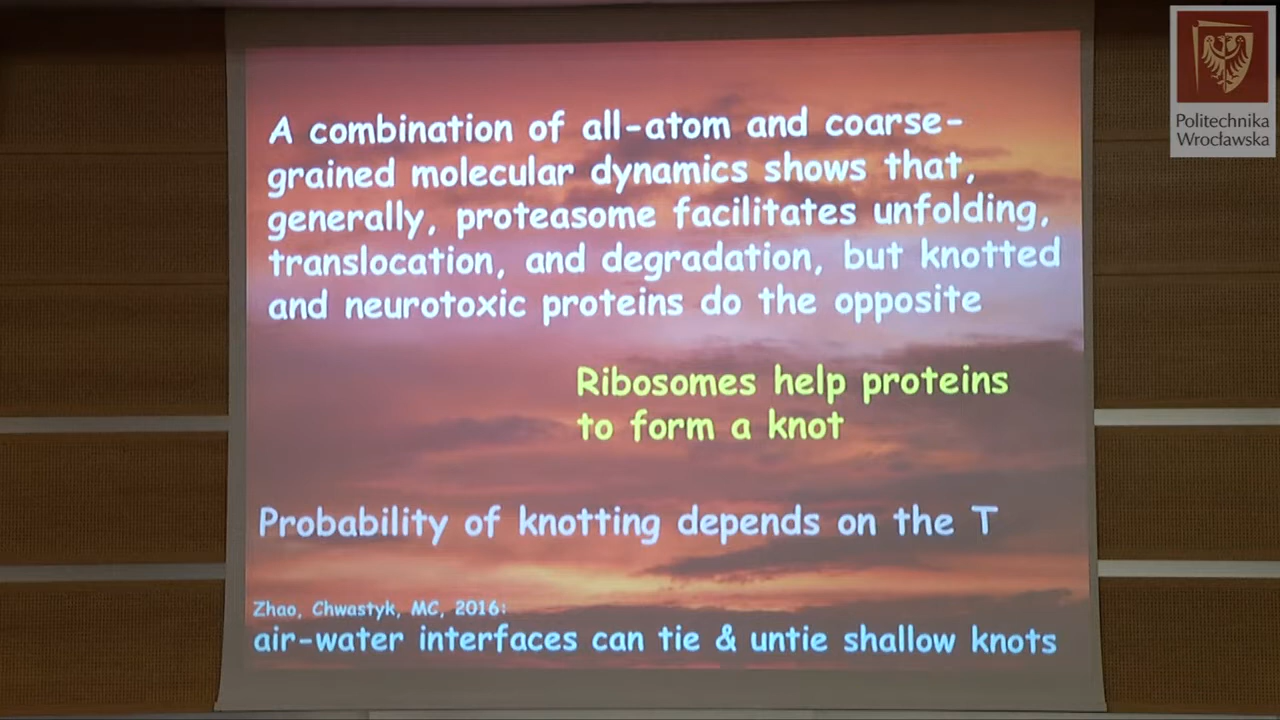 Politechnika
Wrocławska
A combination of all-atom and coarse-
grained molecular dynamics shows that,
generally, proteasome facilitates unfolding,
translocation, and degradation, but knotted
and neurotoxic proteins do the opposite
Ribosomes help proteins
to form a knot
Probability of knotting depends on the T
Zhao, Chwastyk, MC, 2016:
air-water interfaces can tie & untie shallow knots